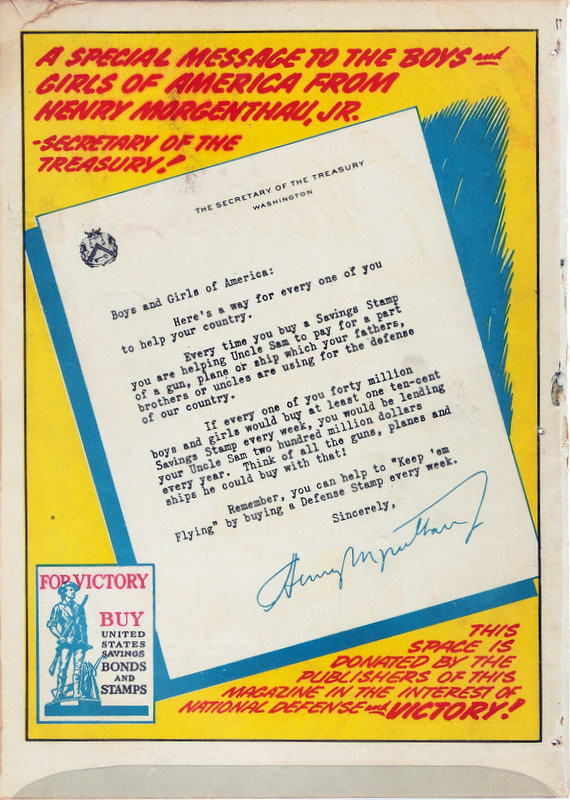 A SPECIAL MESSAGE TO THE BOYS and
GIRLS OF AMERICA FROM
HENRY MORGENTHAU, JR.
-SECRETARY OF THE
TREASURY!
THE SECRETARY OF THE TREASURY
WASHINGTON
Boys and Girls of America:
Here's a way for every one of you
to help your country.
Every time you buy a Savings Stamp
you are helping Uncle Sam to pay for a part
of a gun, plane or ship which your fathers,
brothers or uncles are using for the defense
of our country.
If every one of you forty million
boys and girls would buy at least one ten-cent
Savings Stamp every week, you would be lending
your Uncle Sam two hundred million dollars
every year. Think of all the guns, planes and
ships he could buy with that!
Remember, you can help to "Keep 'em
Flying" by buying a Defense Stamp every week.
Sincerely,
Henry Morgenthau Jr
FOR VICTORY
BUY
UNITED
STATES
SAVINGS
BONDS
AND
STAMPS
THIS
SPACE IS
DONATED BY THE
PUBLISHERS OF THIS
MAGAZINE IN THE INTEREST OF
NATIONAL DEFENSE and VICTORY!